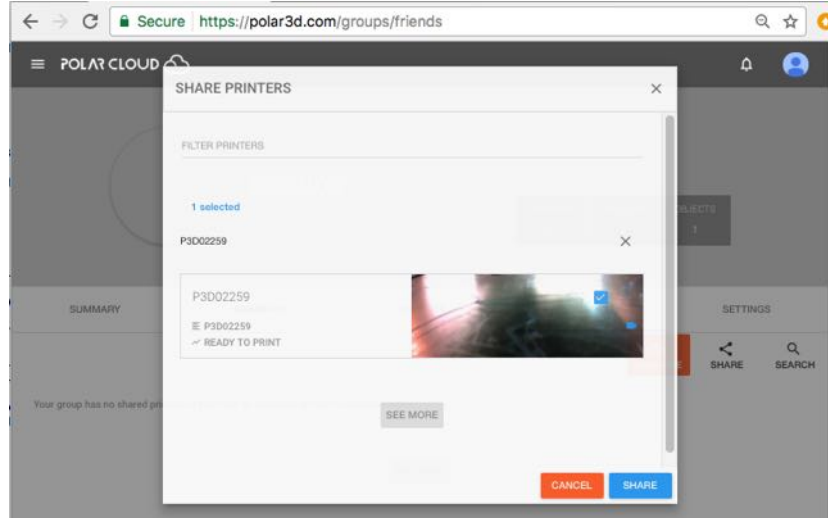 Secure https://polar3d.com/groups/friends
POLAR CLOUD
SHARE PRINTERS
FILTER PRINTERS
1 selected
P3D02259
P3D02259
P3D02259
READY TO PRINT
SUMMARY
SETTINGS
SHARE
SEARCH
Your group has no shared
SEE MORE
CANCEL
SHARE